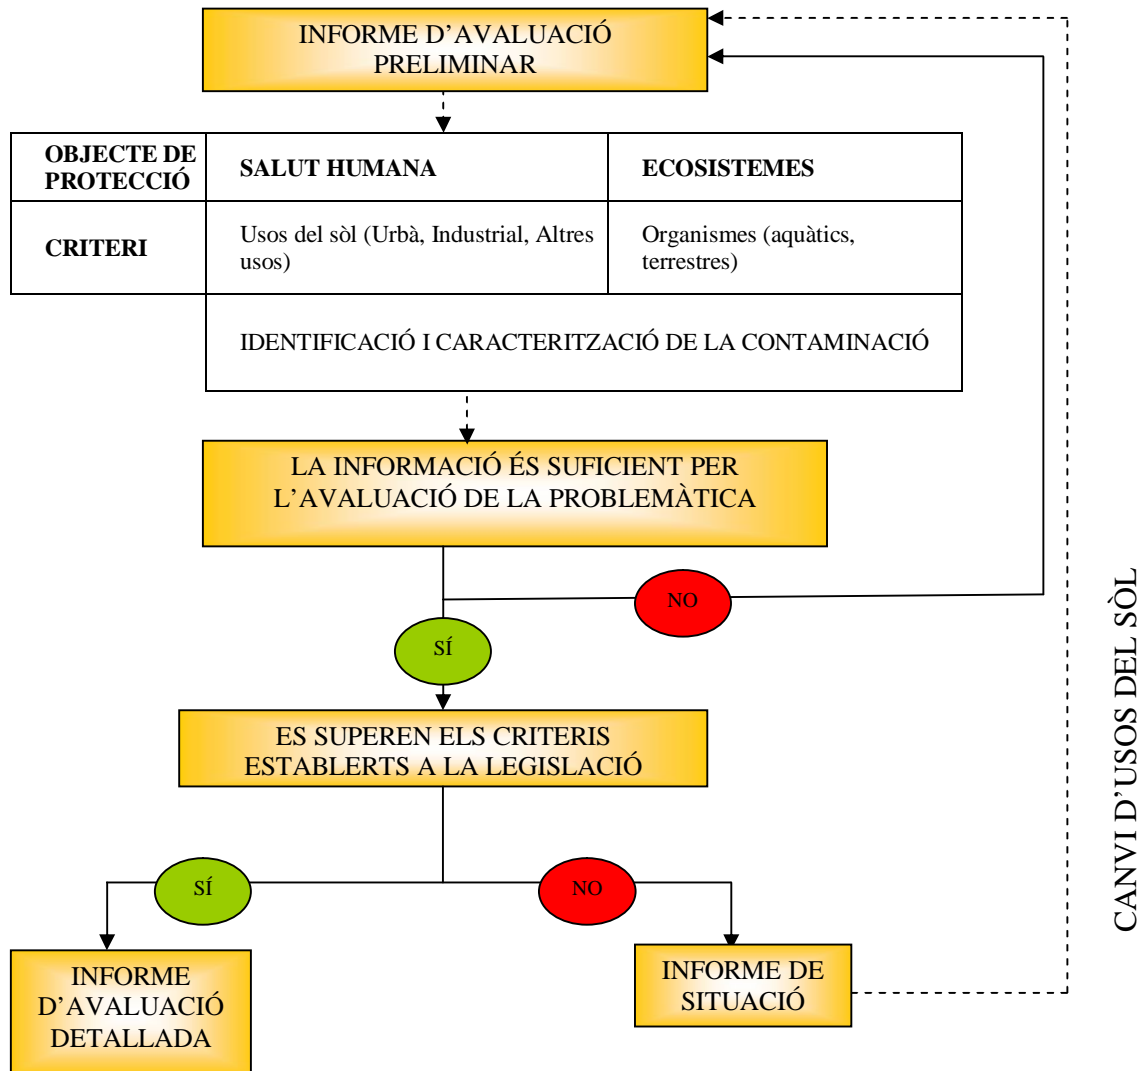 INFORME D’AVALUACIÓ
PRELIMINAR
OBJECTE DE
PROTECCIÓ
SALUT HUMANA
ECOSISTEMES
CRITERI
Usos del sòl (Urbà, Industrial, Altres
usos)
Organismes (aquàtics,
terrestres)
IDENTIFICACIÓ I CARACTERITZACIÓ DE LA CONTAMINACIÓ
LA INFORMACIÓ ÉS SUFICIENT PER
L’AVALUACIÓ DE LA PROBLEMÀTICA
NO
SÍ
ES SUPEREN ELS CRITERIS
ESTABLERTS A LA LEGISLACIÓ
SÍ
NO
INFORME
D’AVALUACIÓ
DETALLADA
INFORME DE
SITUACIÓ
CANVI D’USOS DEL SÒL